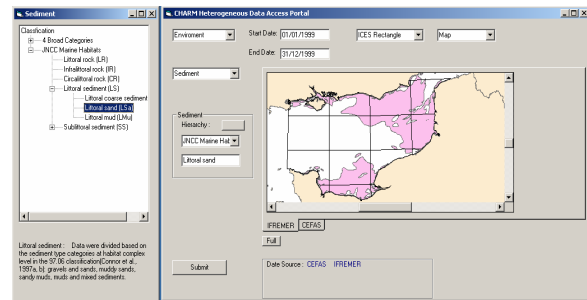 Sediment
Classfication
4 Broad Categories
JNCC Marine Habitats
Littoral rock (LR)
Infralittoral rock (IR)
Circalittoral rock (CR)
Littoral sediment (LS)
Littoral coarse sediment
Littoral sand (LSa)
Littoral mud (LMu)
Sublittoral sediment (SS)
Littoral sediment : Data were divided based on
the sediment type categories at habitat complex
level in the 97.06 classification(Connor et al.,
1997a, b): gravels and sands, muddy sands,
sandy muds, muds and mixed sediments.
CHARM Heterogeneous Data Access Portal
Enviroment
Start Date: 01/01/1999
ICES Rectangle
Map
End Date: 31/12/1999
Sediment
Sediment
Hierarchy :
JNCC Marine Hat
Littoral sand
IFREMER CEFAS
Full
Submit
Date Source : CEFAS IFREMER